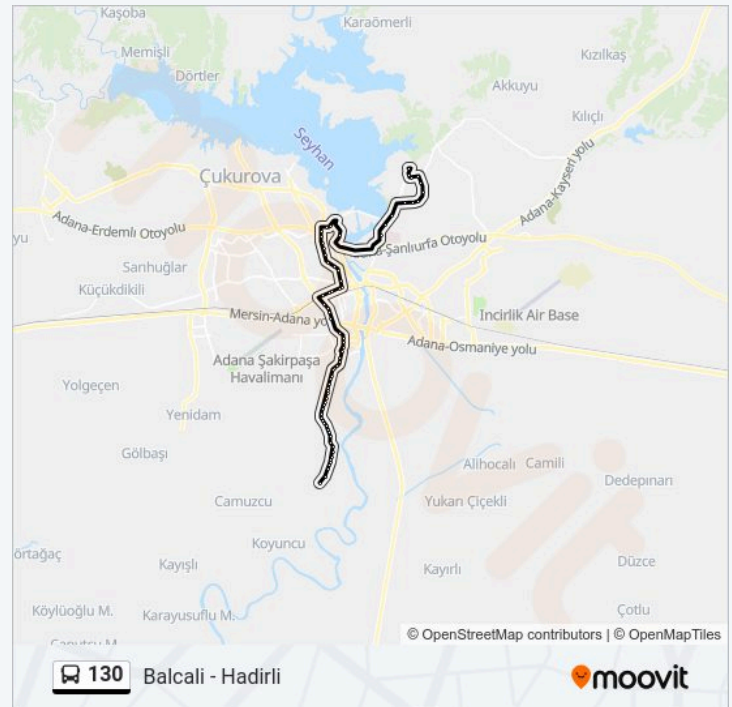 Kaşoba
Karaömerli
Memişli
Dörtler
Kızılkaş
Akkuyu
Kılıçlı
Seyhan
Çukurova
Adana-Kayseri yolu
Adana-Erdemli Otoyolu
yu
-Şanlıurfa Otoyolu
Sarıhuğlar
Küçükdikili
Mersin-Adana yo
Incirlik Air Base
Adana-Osmaniye yolu
Adana Şakirpaşa
Havalimanı
Yolgeçen
Yenidam
Gölbaşı
Alihocalı
Camili
Dedepınarı
Camuzcu
Yukarı Çiçekli
Koyuncu
örtağaç
Kayışlı
Kayırlı
Düzce
Köylüoğlu M.
Karayusuflu M.
Çotlu
© OpenStreetMap contributors | © OpenMapTiles
130 Balcali - Hadirli
moovit